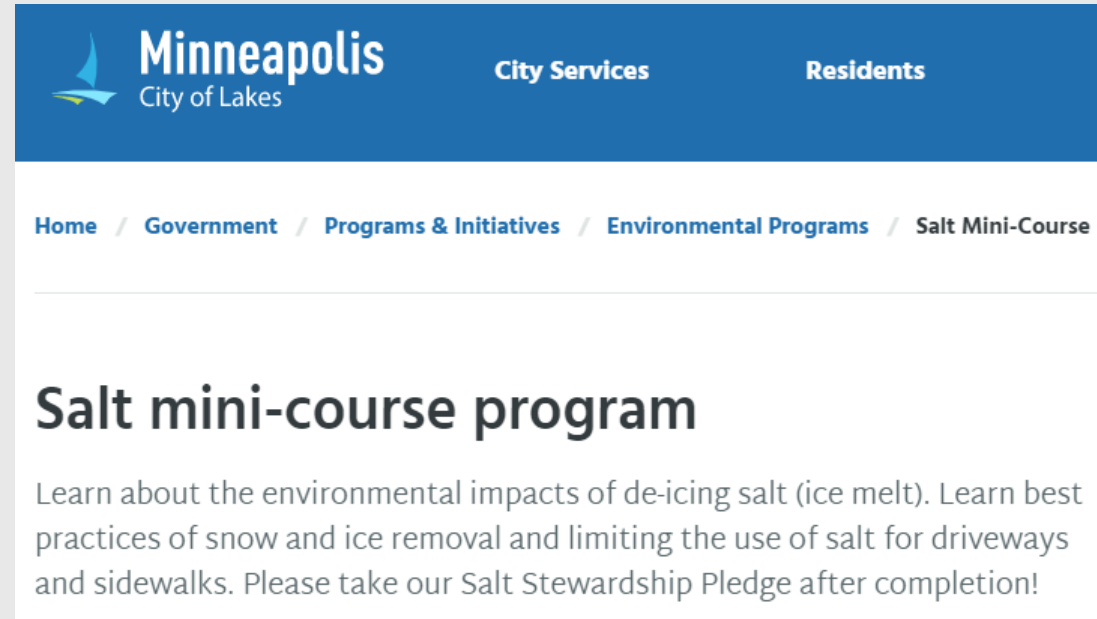 Minneapolis
City of Lakes
City Services
Residents
Home / Government / Programs & Initiatives / Environmental Programs / Salt Mini-Course
Salt mini-course program
Learn about the environmental impacts of de-icing salt (ice melt). Learn best
practices of snow and ice removal and limiting the use of salt for driveways
and sidewalks. Please take our Salt Stewardship Pledge after completion!